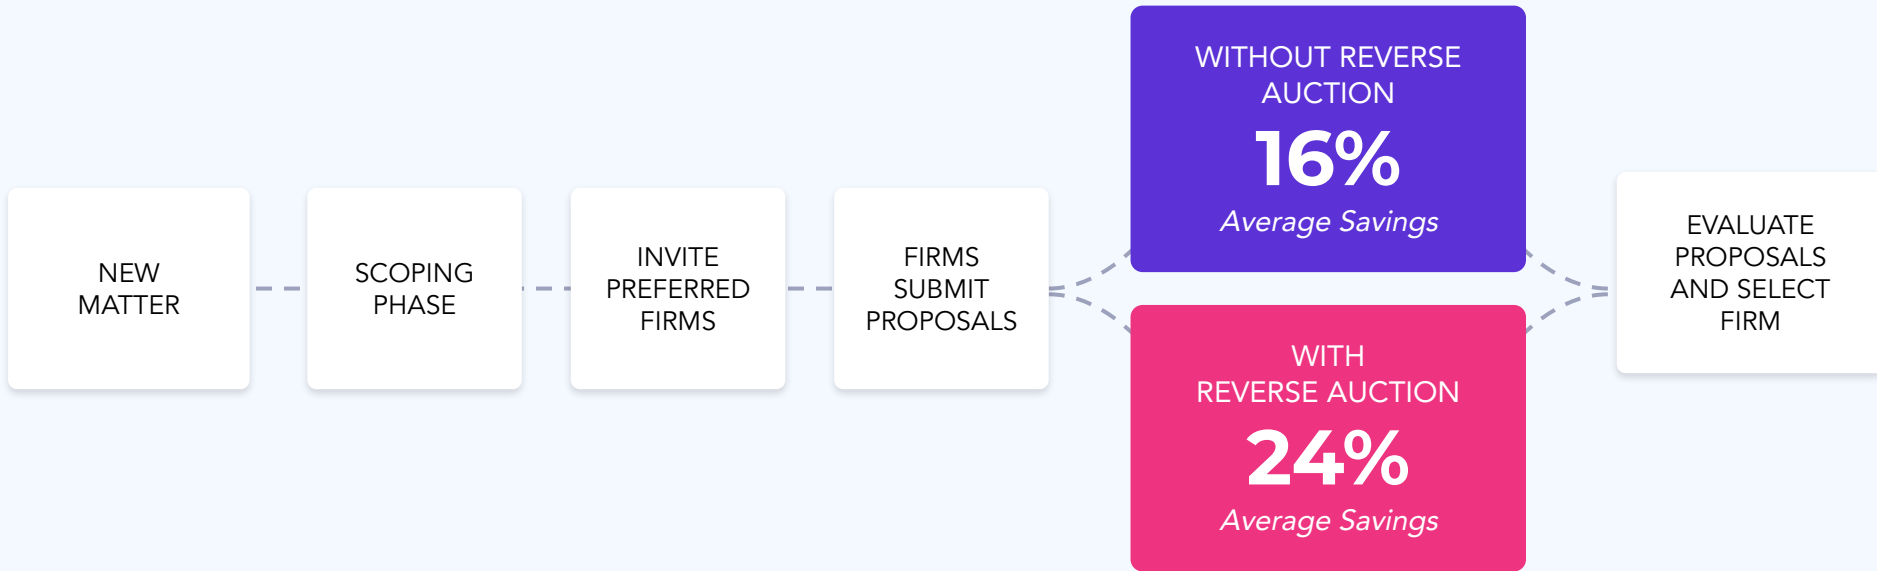 NEW
MATTER
SCOPING
PHASE
INVITE
PREFERRED
FIRMS
FIRMS
SUBMIT
PROPOSALS
WITHOUT REVERSE
AUCTION
16%
Average Savings
WITH
REVERSE AUCTION
24%
Average Savings
EVALUATE
PROPOSALS
AND SELECT
FIRM